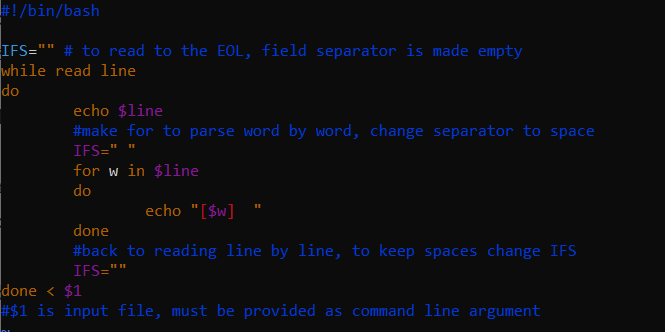 #!/bin/bash
IFS="" # to read to the EOL, field separator is made empty
while read line
do
echo $line
#make for to parse word by word, change separator to space
IFS=" "
for w in $line
do
echo "[$w]  "
done
#back to reading line by line, to keep spaces change IFS
IFS=""
done < $1
#$1 is input file, must be provided as command line argument